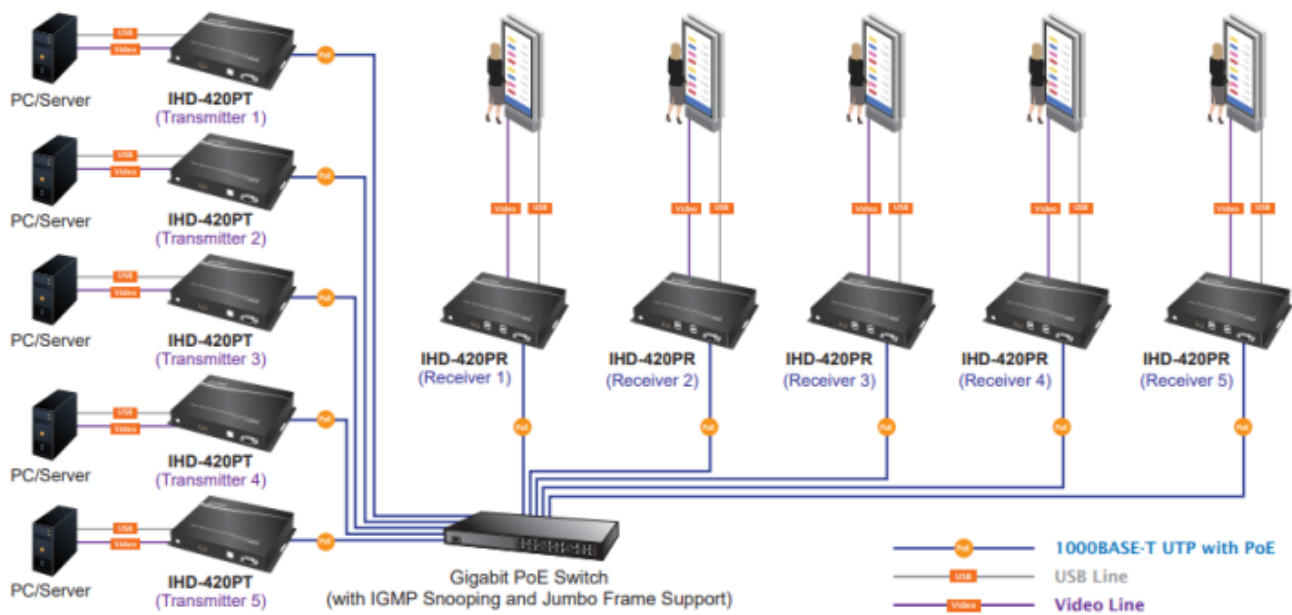 USB
Video
PoE
PC/Server
IHD-420PT
(Transmitter 1)
USB
Video
PoE
PC/Server
IHD-420PT
(Transmitter 2)
USB
Video
PoE
PC/Server
IHD-420PT
(Transmitter 3)
USB
Video
PoE
PC/Server
IHD-420PT
(Transmitter 4)
USB
Video
PoE
PC/Server
IHD-420PT
(Transmitter 5)
Video USB
Video USB
Video USB
Video USB
Video USB
IHD-420PR
(Receiver 1)
IHD-420PR
(Receiver 2)
IHD-420PR
(Receiver 3)
IHD-420PR
(Receiver 4)
IHD-420PR
(Receiver 5)
PoE
PoE
PoE
PoE
PoE
Gigabit PoE Switch
(with IGMP Snooping and Jumbo Frame Support)
PoE 1000BASE-T UTP with PoE
USB USB Line
Video Video Line